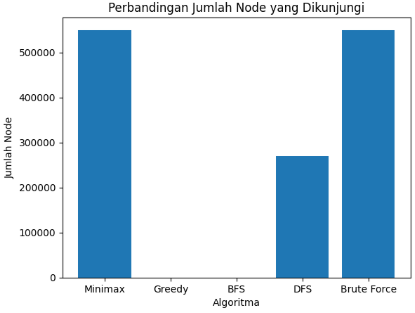 Perbandingan Jumlah Node yang Dikunjungi
Jumlah Node
500000
400000
300000
200000
100000
0
Minimax Greedy BFS DFS Brute Force
Algoritma